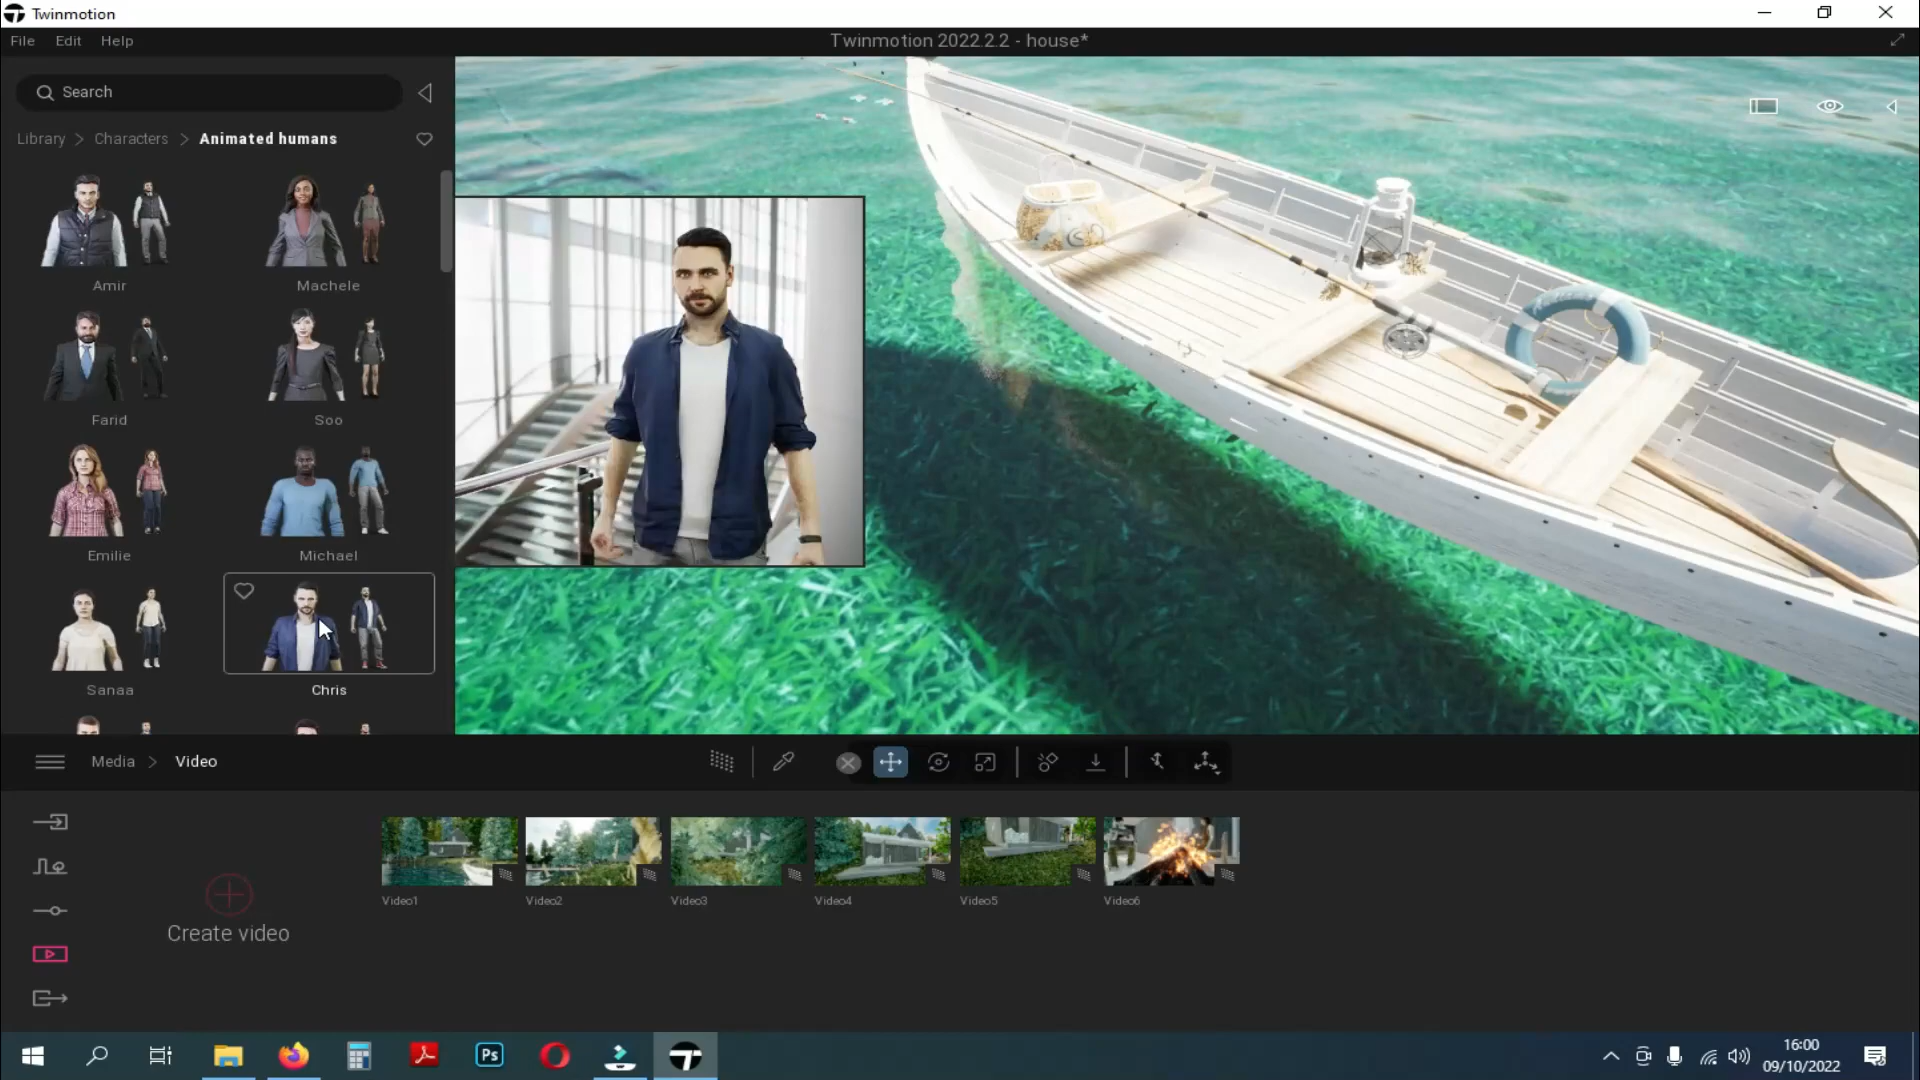 Twinmotion
File Edit Help
Twinmotion 2022.2.2 - house*
Search
Library > Characters > Animated humans
Amir
Machele
Farid
Soo
Emilie
Michael
Sanaa
Chris
Media > Video
Create video
Video1
Video2
Video3
Video4
Video5
Video6
Ps
16:00
09/10/2022